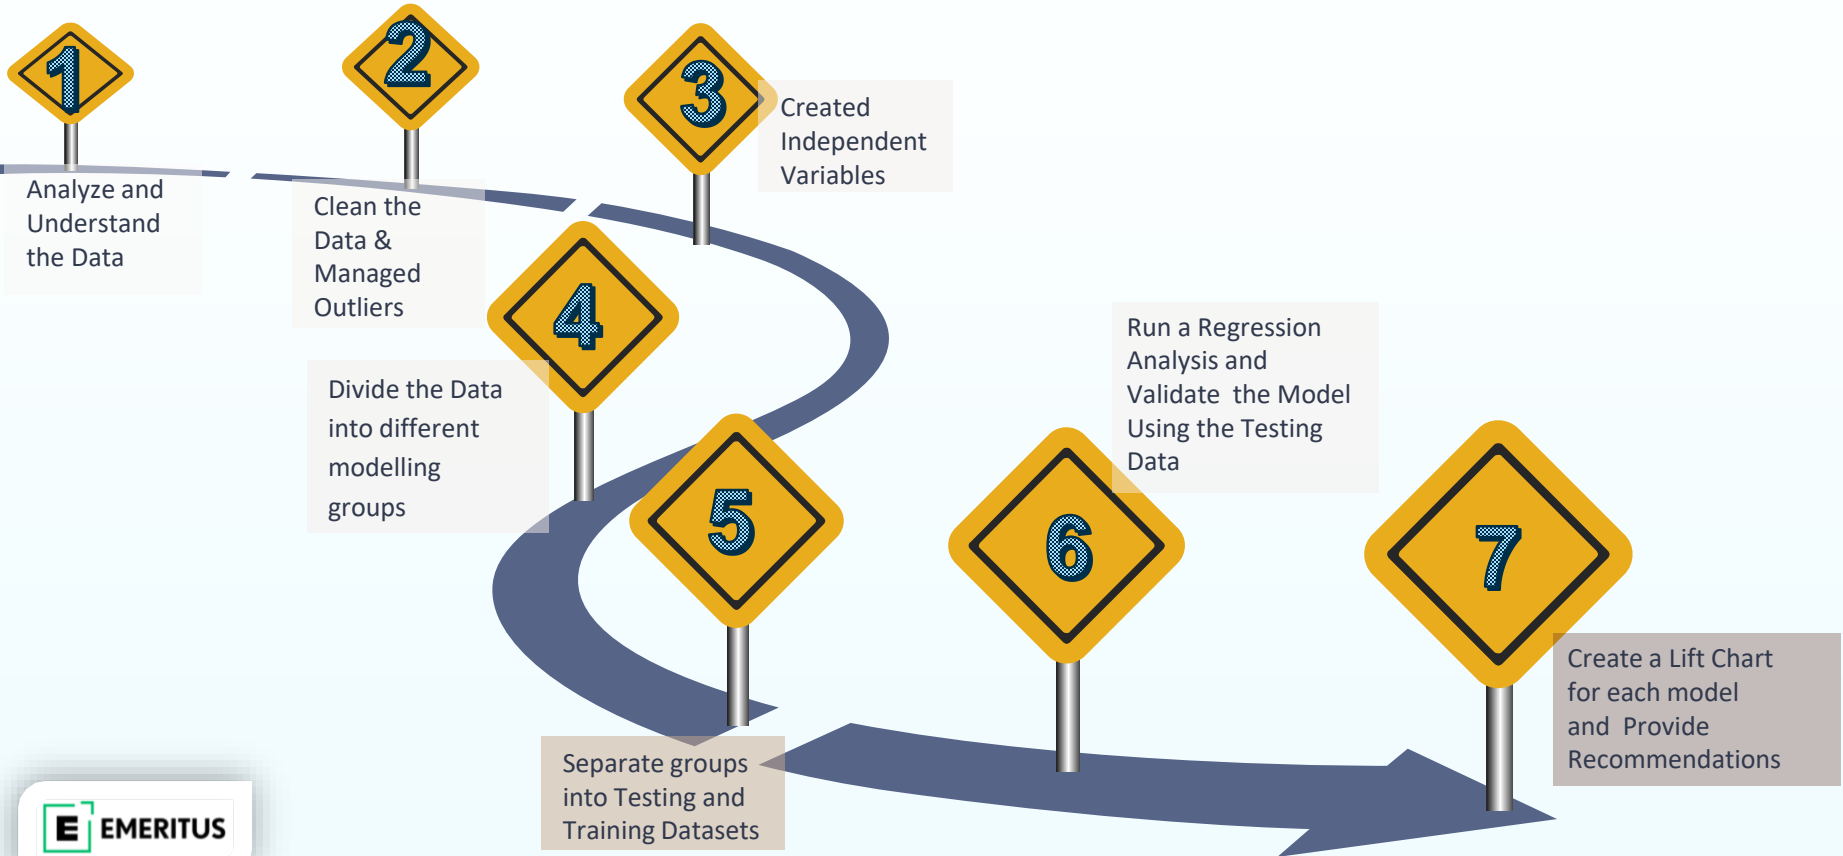 1
Analyze and
Understand
the Data
2
Clean the
Data &
Managed
Outliers
3
Created
Independent
Variables
4
Divide the Data
into different
modelling
groups
5
Separate groups
into Testing and
Training Datasets
6
Run a Regression
Analysis and
Validate  the Model
Using the Testing
Data
7
Create a Lift Chart
for each model
and  Provide
Recommendations
E EMERITUS